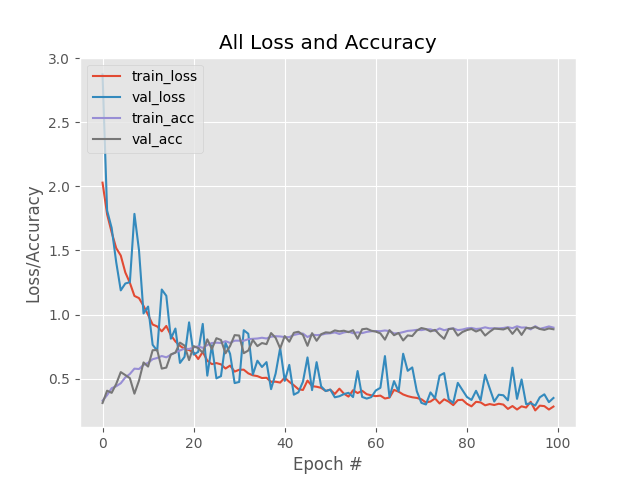 All Loss and Accuracy
3.0
2.5
2.0
1.5
1.0
0.5
Loss/Accuracy
train_loss
val_loss
train_acc
val_acc
0 20 40 60 80 100
Epoch #